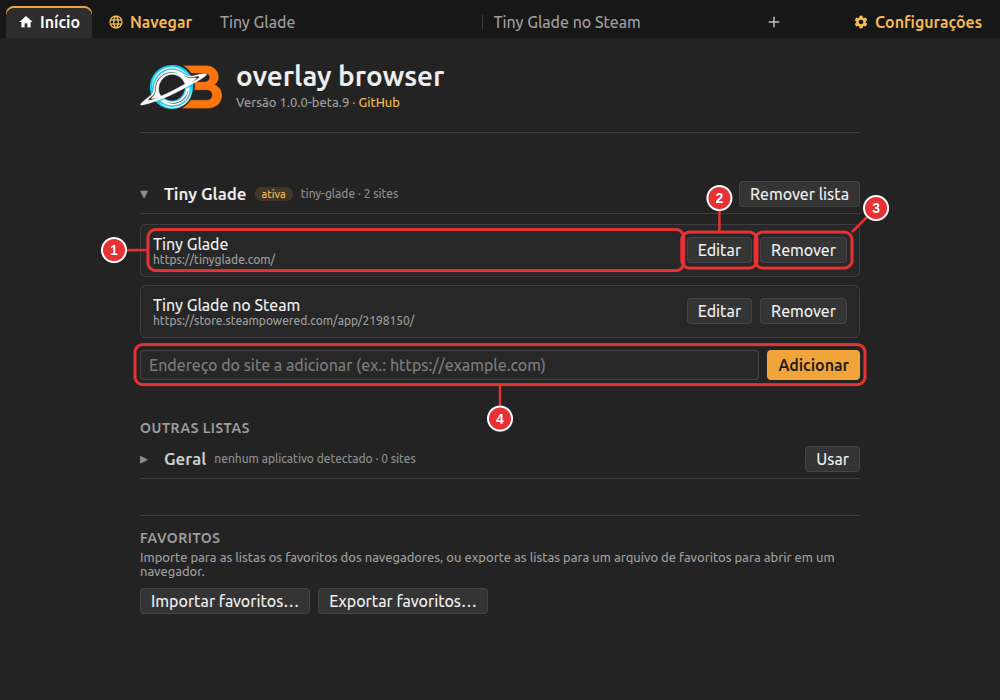 Início
Navegar
Tiny Glade
Tiny Glade no Steam
+
Configurações
overlay browser
Versão 1.0.0-beta.9 · GitHub
▼ Tiny Glade ativa tiny-glade · 2 sites
Remover lista
2
3
1
Tiny Glade
https://tinyglade.com/
Editar
Remover
Tiny Glade no Steam
https://store.steampowered.com/app/2198150/
Editar
Remover
Endereço do site a adicionar (ex.: https://example.com)
Adicionar
4
OUTRAS LISTAS
▶ Geral nenhum aplicativo detectado · 0 sites
Usar
FAVORITOS
Importe para as listas os favoritos dos navegadores, ou exporte as listas para um arquivo de favoritos para abrir em um
navegador.
Importar favoritos...
Exportar favoritos...